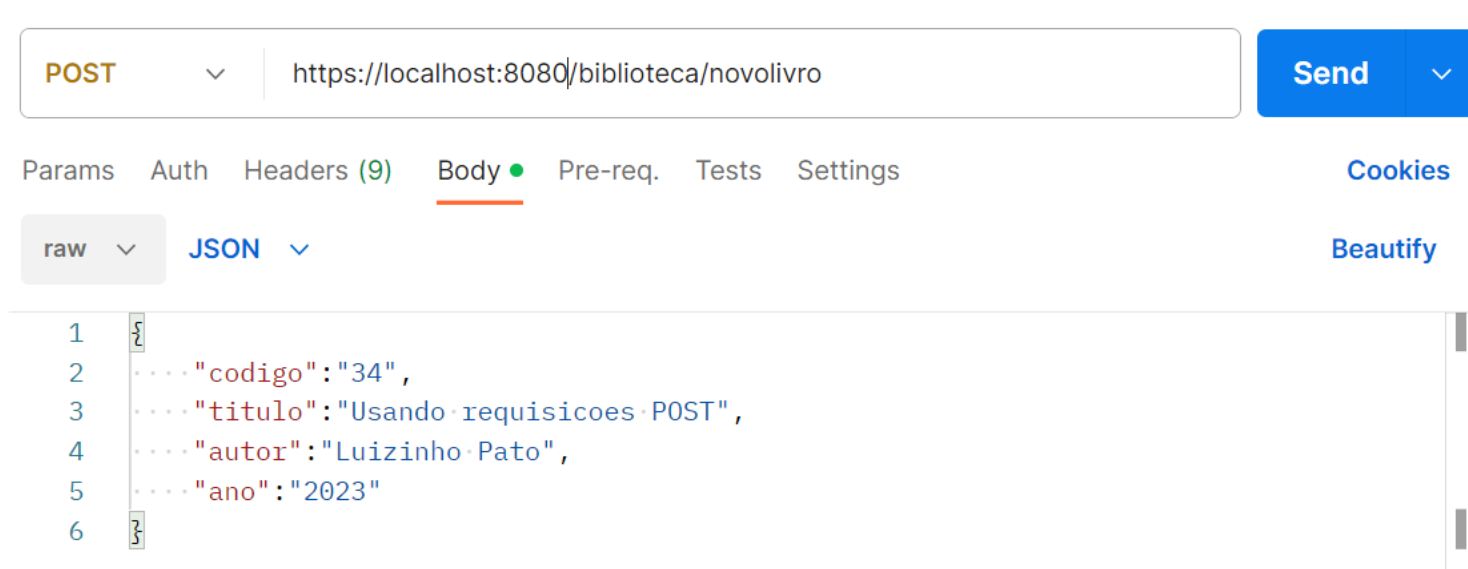 POST https://localhost:8080/biblioteca/novolivro Send
Params Auth Headers (9) Body Pre-req. Tests Settings Cookies
raw JSON Beautify
1 {
2 "codigo":"34",
3 "titulo":"Usando requisicoes POST",
4 "autor":"Luizinho Pato",
5 "ano":"2023"
6 }